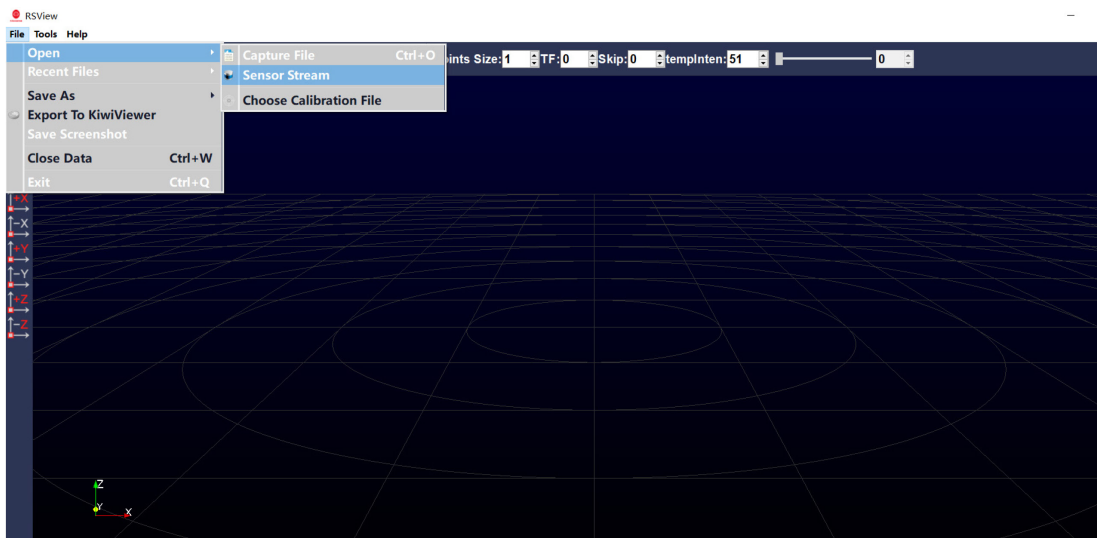 RSView
File Tools Help
Open
Capture File Ctrl+O
ints Size: 1 TF: 0 Skip: 0 tempInten: 51 0
Recent Files
Sensor Stream
Save As
Choose Calibration File
Export To KiwiViewer
Save Screenshot
Close Data Ctrl+W
Exit Ctrl+Q
+X
-X
+Y
-Y
+Z
-Z
Z
Y X